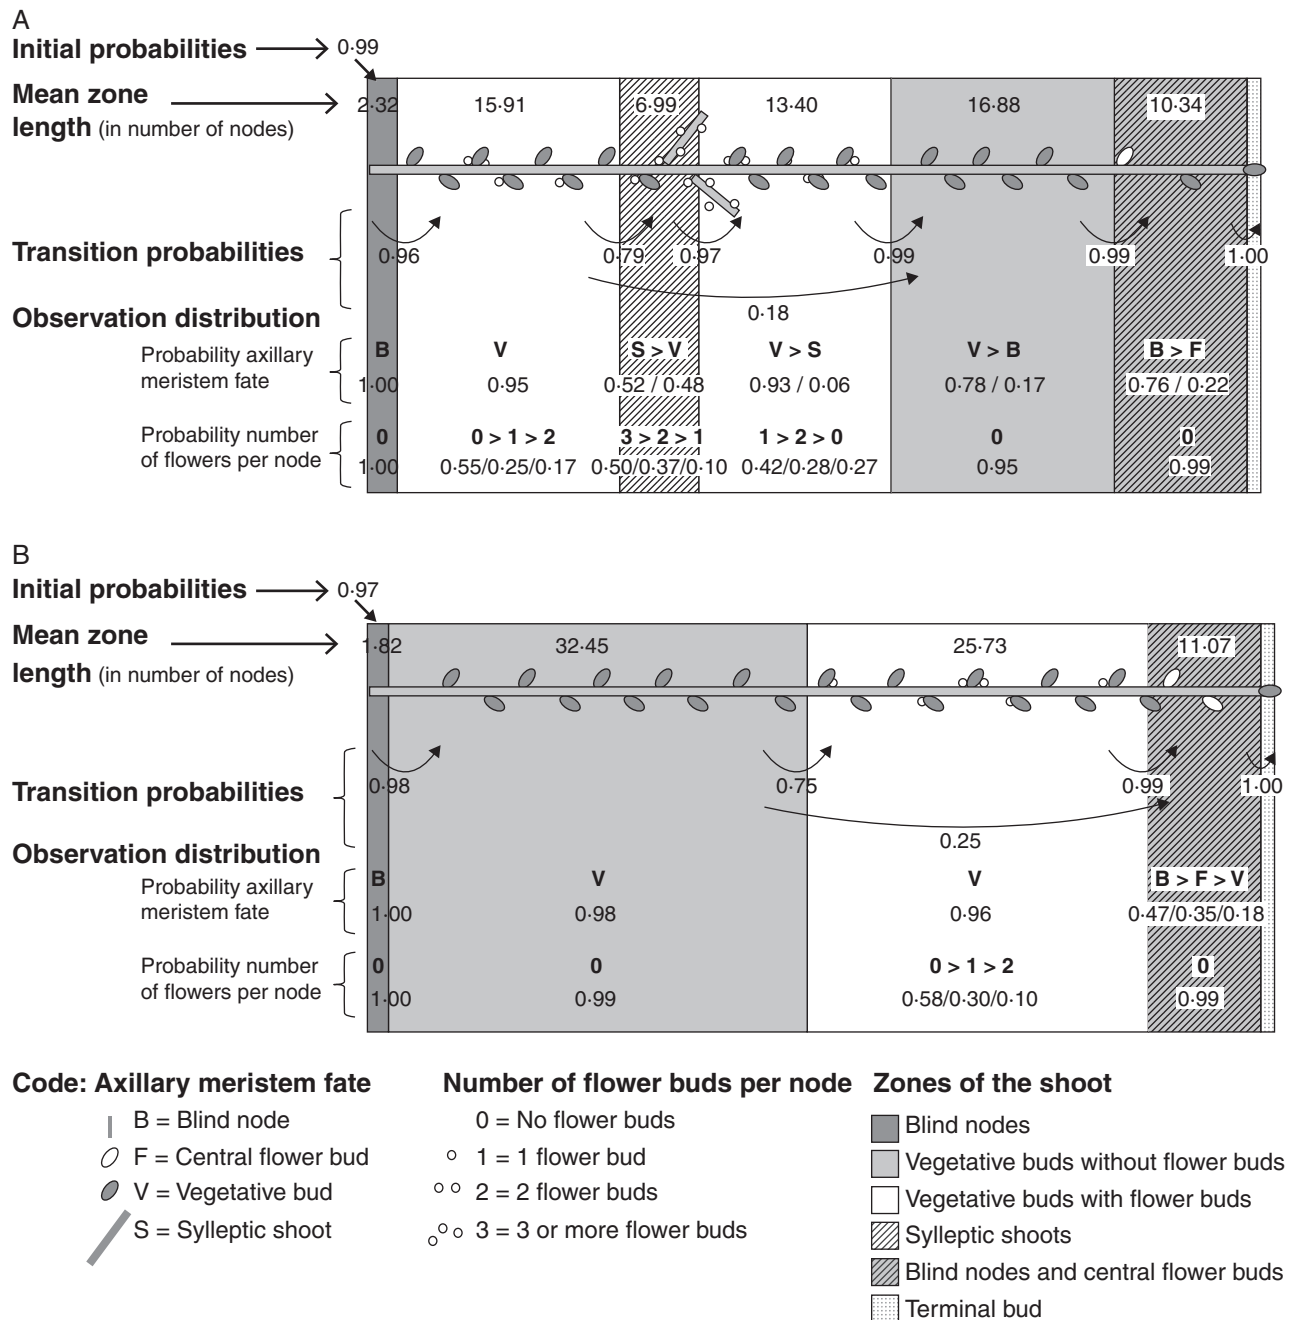 A
Initial probabilities 0·99
Mean zone length (in number of nodes) 2·32 15·91 6·99 13·40 16·88 10·34
Transition probabilities 0·96 0·79 0·97 0·99 0·99 1·00
0·18
Observation distribution
Probability axillary meristem fate B V S > V V > S V > B B > F
1·00 0·95 0·52 / 0·48 0·93 / 0·06 0·78 / 0·17 0·76 / 0·22
Probability number of flowers per node 0 0 > 1 > 2 3 > 2 > 1 1 > 2 > 0 0 0
1·00 0·55/0·25/0·17 0·50/0·37/0·10 0·42/0·28/0·27 0·95 0·99
B
Initial probabilities 0·97
Mean zone length (in number of nodes) 1·82 32·45 25·73 11·07
Transition probabilities 0·98 0·75 0·99 1·00
0.25
Observation distribution
Probability axillary meristem fate B V V B > F > V
1·00 0·98 0·96 0·47/0·35/0·18
Probability number of flowers per node 0 0 0 > 1 > 2 0
1·00 0·99 0·58/0·30/0·10 0·99
Code: Axillary meristem fate
B = Blind node
F = Central flower bud
V = Vegetative bud
S = Sylleptic shoot
Number of flower buds per node
0 = No flower buds
1 = 1 flower bud
2 = 2 flower buds
3 = 3 or more flower buds
Zones of the shoot
Blind nodes
Vegetative buds without flower buds
Vegetative buds with flower buds
Sylleptic shoots
Blind nodes and central flower buds
Terminal bud